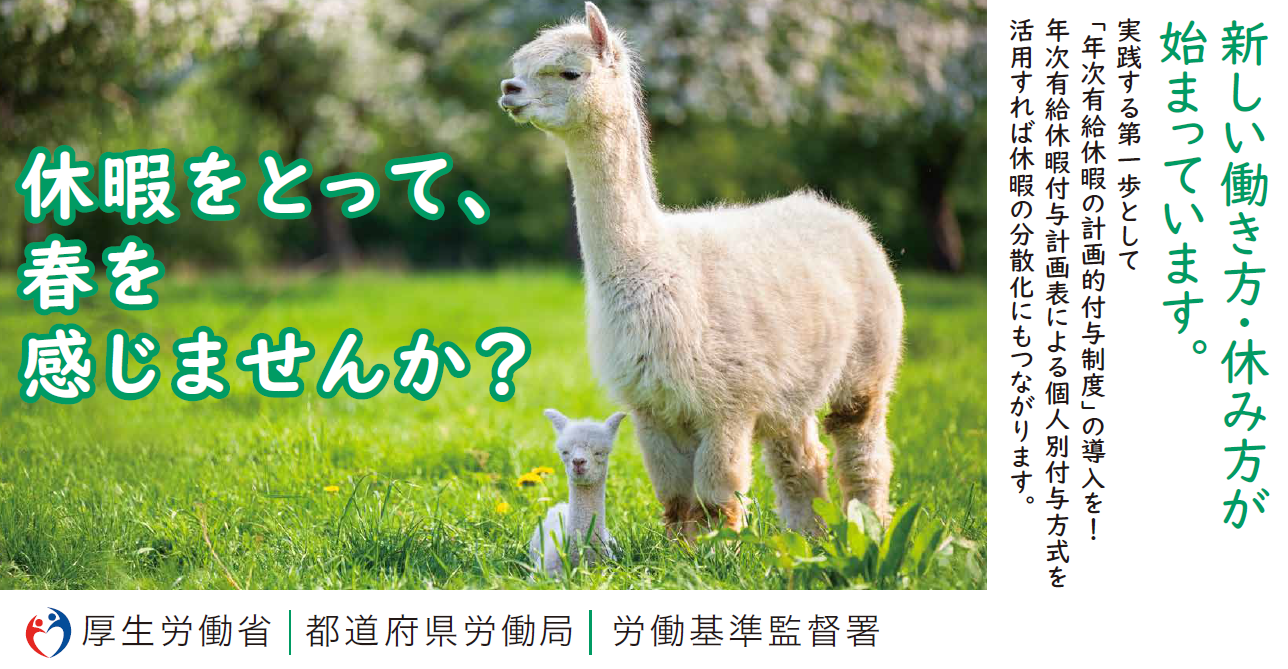 休暇をとって、
春を
感じませんか?
新しい働き方・休み方が
始まっています。
実践する第一歩として
「年次有給休暇の計画的付与制度」の導入を!
年次有給休暇付与計画表による個人別付与方式を
活用すれば休暇の分散化にもつながります。
厚生労働省 | 都道府県労働局 | 労働基準監督署